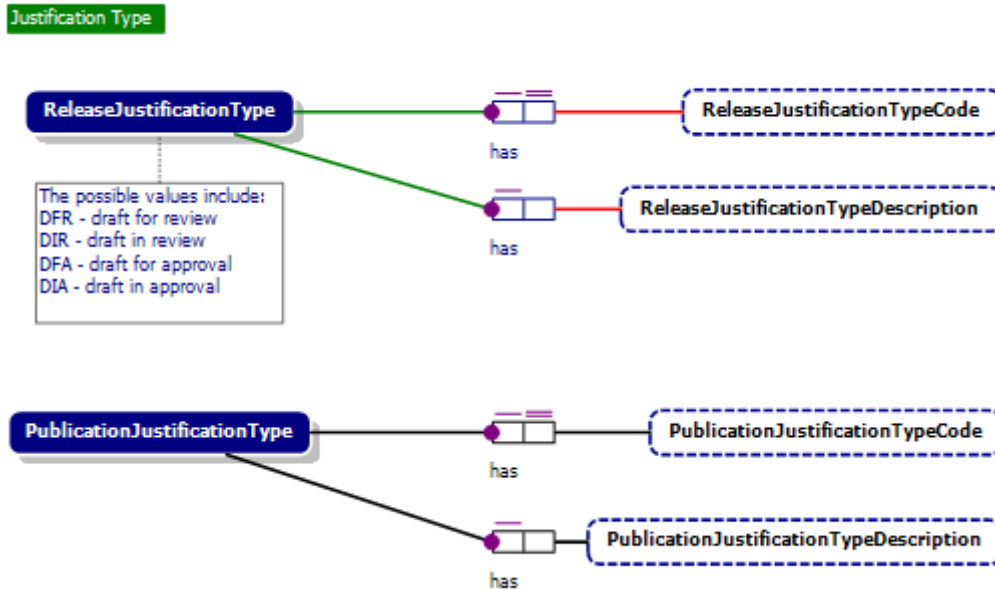 Justification Type
ReleaseJustificationType
has
ReleaseJustificationTypeCode
has
ReleaseJustificationTypeDescription
The possible values include:
DFR - draft for review
DIR - draft in review
DFA - draft for approval
DIA - draft in approval
PublicationJustificationType
has
PublicationJustificationTypeCode
has
PublicationJustificationTypeDescription